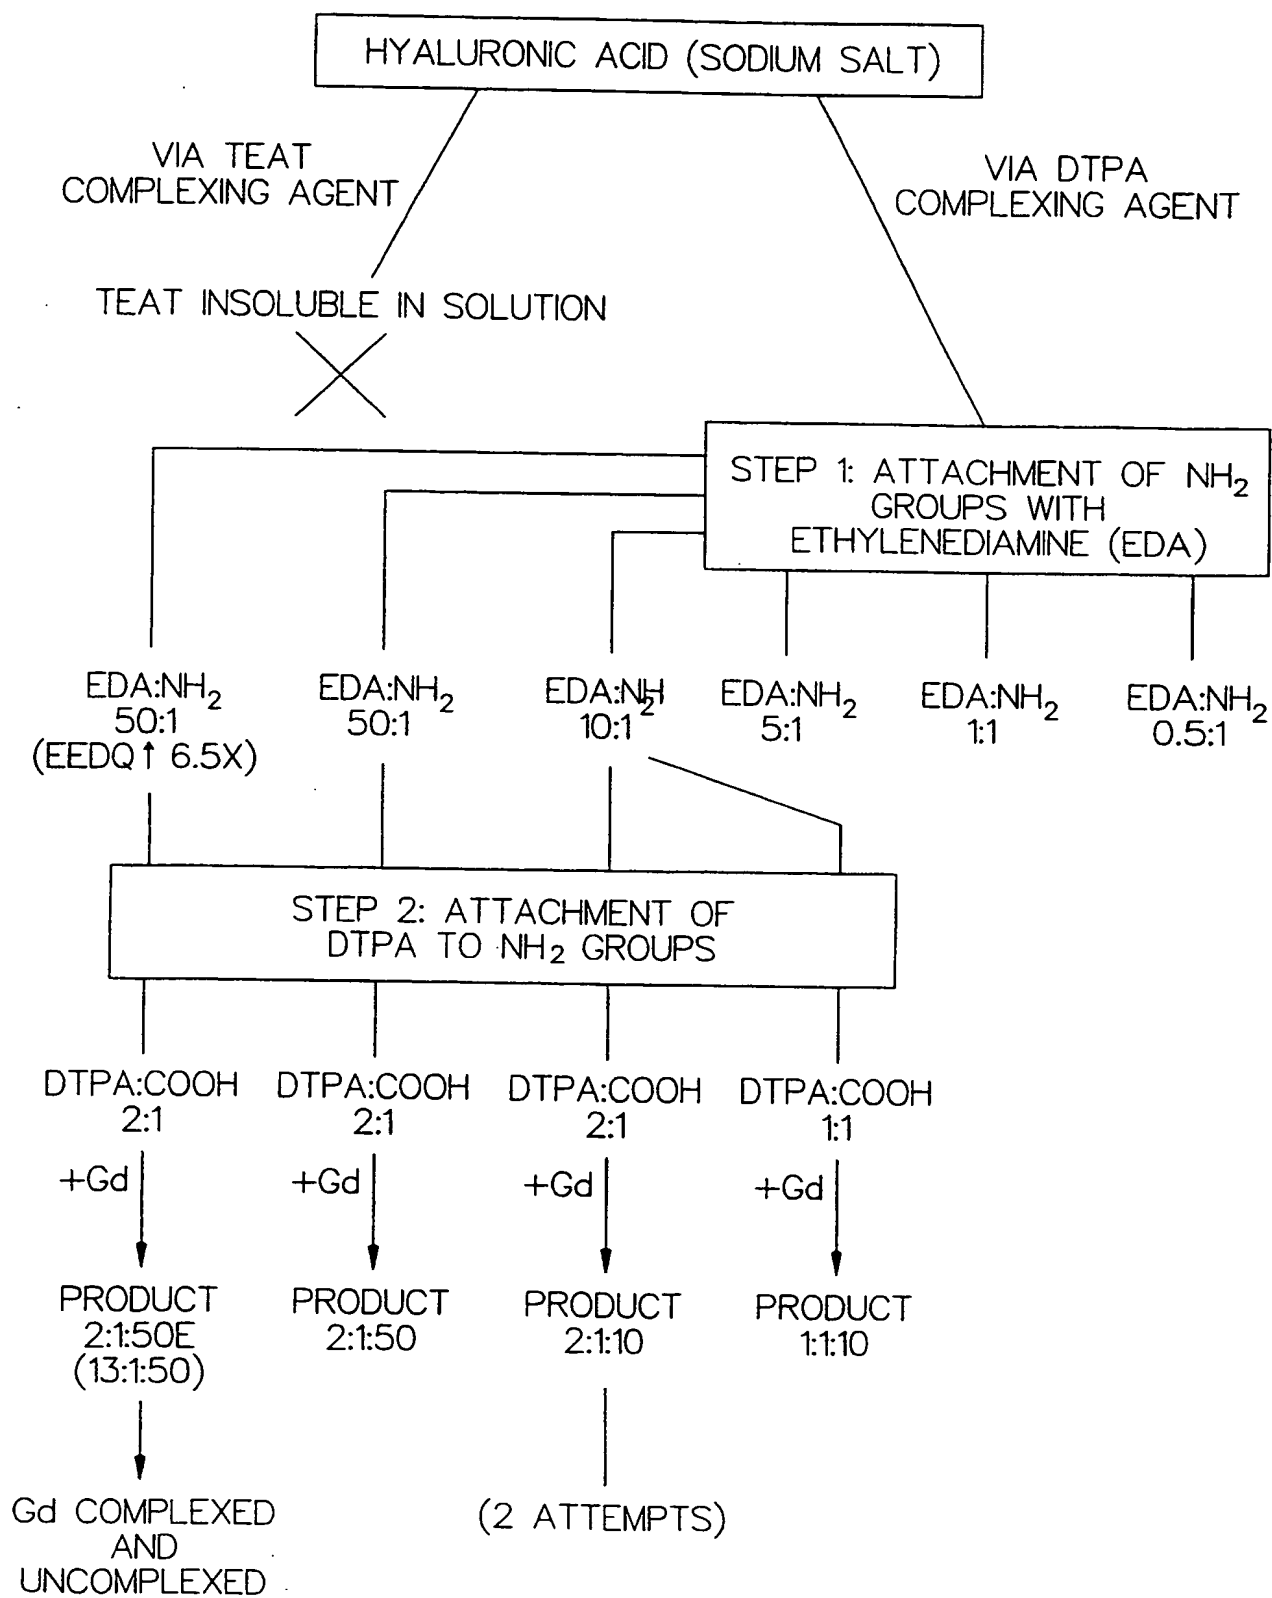 HYALURONIC ACID (SODIUM SALT)
VIA TEAT
COMPLEXING AGENT
VIA DTPA
COMPLEXING AGENT
TEAT INSOLUBLE IN SOLUTION
STEP 1: ATTACHMENT OF NH2
GROUPS WITH
ETHYLENEDIAMINE (EDA)
EDA:NH2
50:1
(EEDQ↑ 6.5X)
EDA:NH2
50:1
EDA:NH2
10:1
EDA:NH2
5:1
EDA:NH2
1:1
EDA:NH2
0.5:1
STEP 2: ATTACHMENT OF
DTPA TO NH2 GROUPS
DTPA:COOH
2:1
DTPA:COOH
2:1
DTPA:COOH
2:1
DTPA:COOH
1:1
+Gd
+Gd
+Gd
+Gd
PRODUCT
2:1:50E
(13:1:50)
PRODUCT
2:1:50
PRODUCT
2:1:10
PRODUCT
1:1:10
Gd COMPLEXED
AND
UNCOMPLEXED
(2 ATTEMPTS)